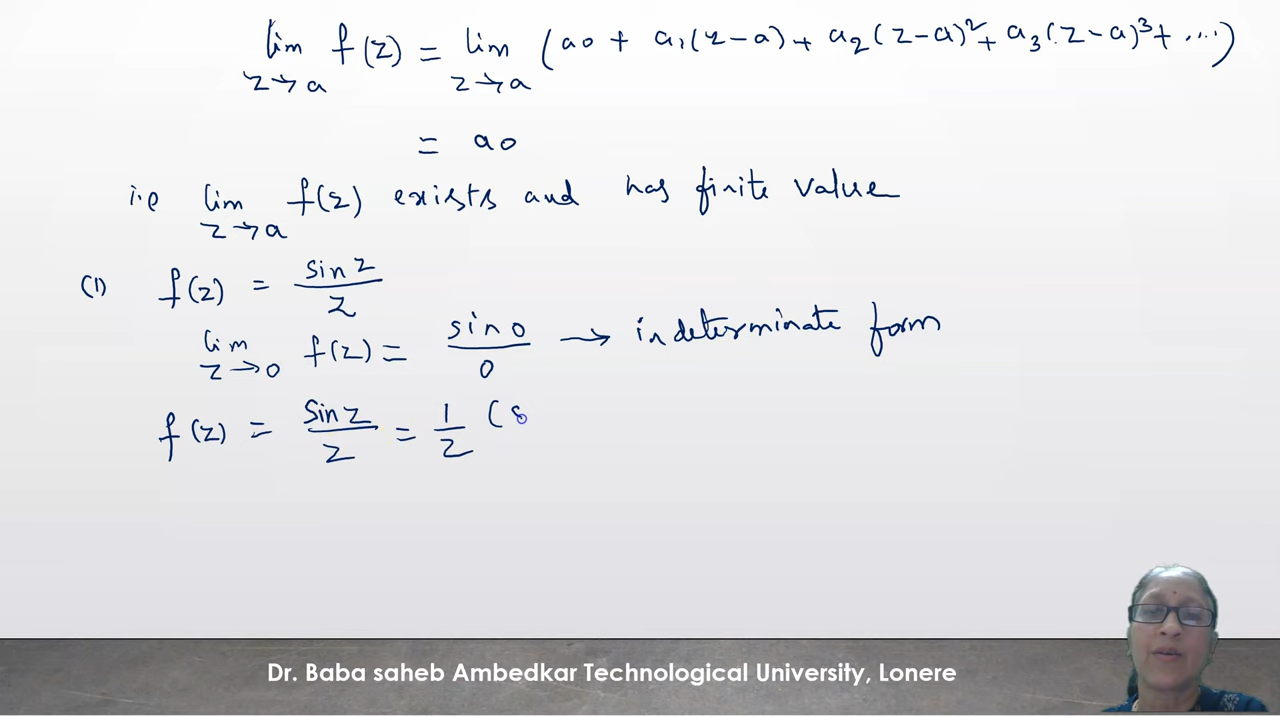 lim z→a f(z) = lim z→a (a0 + a₁(z-a) + a₂(z-a)² + a₃(z-a)³ + ....)
= a0
i.e lim z→a f(z) exists and has finite value
(1) f(z) = sin z / z
lim z→0 f(z) = sin 0 / 0 → indeterminate form
f(z) = sin z / z = 1/z (s
Dr. Baba saheb Ambedkar Technological University, Lonere